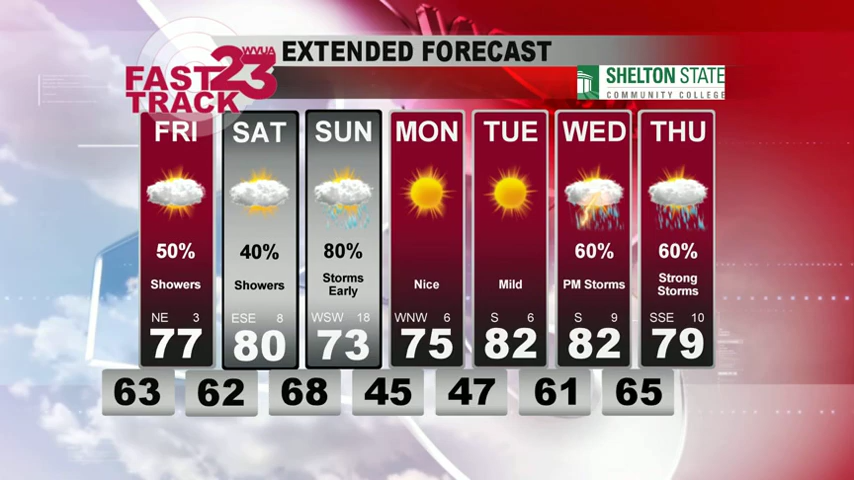 WVUA
23
FAST
TRACK
EXTENDED FORECAST
SHELTON STATE
COMMUNITY COLLEGE
FRI SAT SUN MON TUE WED THU
50% 40% 80% 60% 60%
Showers Showers Storms Early Nice Mild PM Storms Strong Storms
NE 3 ESE 8 WSW 18 WNW 6 S 6 S 9 SSE 10
77 80 73 75 82 82 79
63 62 68 45 47 61 65